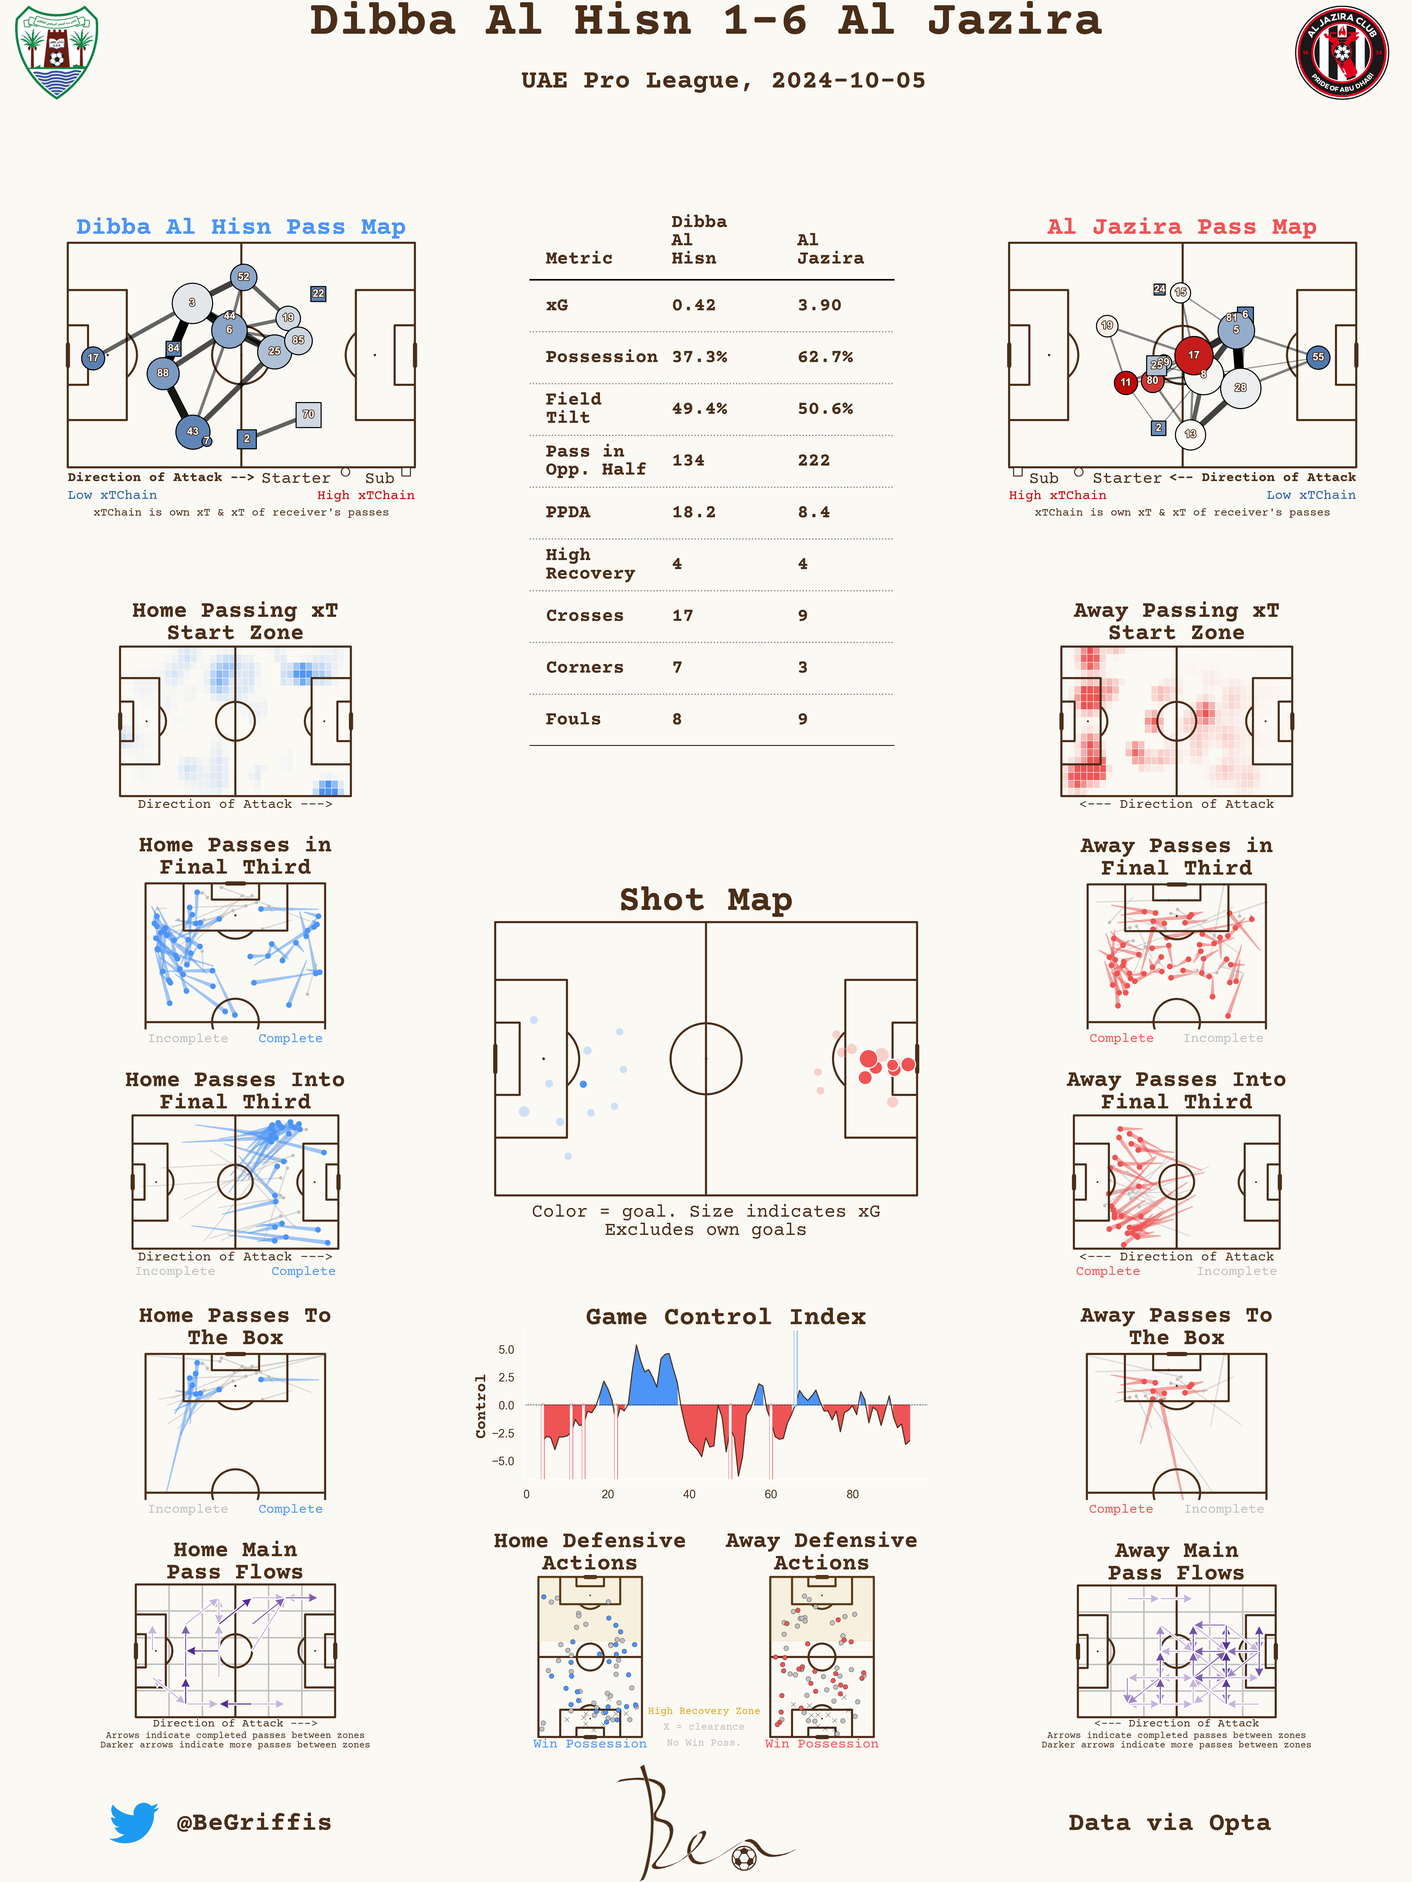 Dibba Al Hisn 1-6 Al Jazira
UAE Pro League, 2024-10-05
AL JAZIRA CLUB
PRIDE OF ABU DHABI
Dibba Al Hisn Pass Map
52
3
22
44
19
6
85
84
25
17
88
70
43
7
2
Direction of Attack --> Starter Sub
Low xTChain High xTChain
xTChain is own xT & xT of receiver's passes
Metric Dibba Al Hisn Al Jazira
xG 0.42 3.90
Possession 37.3% 62.7%
Field Tilt 49.4% 50.6%
Pass in Opp. Half 134 222
PPDA 18.2 8.4
High Recovery 4 4
Crosses 17 9
Corners 7 3
Fouls 8 9
Al Jazira Pass Map
24
15
19
81
6
5
17
55
25
8
11
80
28
2
13
Sub Starter <-- Direction of Attack
High xTChain Low xTChain
xTChain is own xT & xT of receiver's passes
Home Passing xT
Start Zone
Direction of Attack --->
Away Passing xT
Start Zone
<--- Direction of Attack
Home Passes in
Final Third
Incomplete Complete
Away Passes in
Final Third
Complete Incomplete
Shot Map
Color = goal. Size indicates xG
Excludes own goals
Home Passes Into
Final Third
Direction of Attack --->
Incomplete Complete
Away Passes Into
Final Third
<--- Direction of Attack
Complete Incomplete
Home Passes To
The Box
Incomplete Complete
Game Control Index
Control
5.0
2.5
0.0
−2.5
−5.0
0 20 40 60 80
Away Passes To
The Box
Complete Incomplete
Home Main
Pass Flows
Direction of Attack --->
Arrows indicate completed passes between zones
Darker arrows indicate more passes between zones
Home Defensive
Actions
Win Possession
Away Defensive
Actions
Win Possession
High Recovery Zone
X = clearance
No Win Poss.
Away Main
Pass Flows
<--- Direction of Attack
Arrows indicate completed passes between zones
Darker arrows indicate more passes between zones
@BeGriffis
Ben
Data via Opta